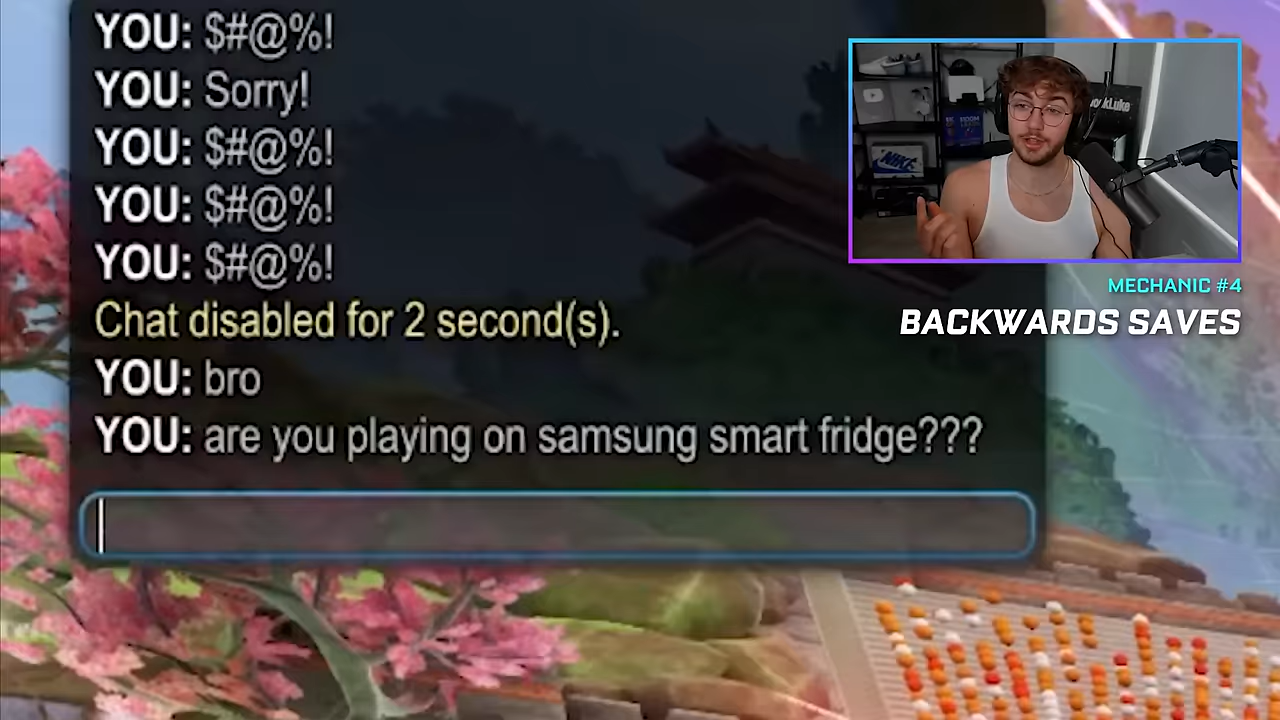 YOU: $#@%!
YOU: Sorry!
YOU: $#@%!
YOU: $#@%!
YOU: $#@%!
Chat disabled for 2 second(s).
YOU: bro
YOU: are you playing on samsung smart fridge???
NIKE
MECHANIC #4
BACKWARDS SAVES